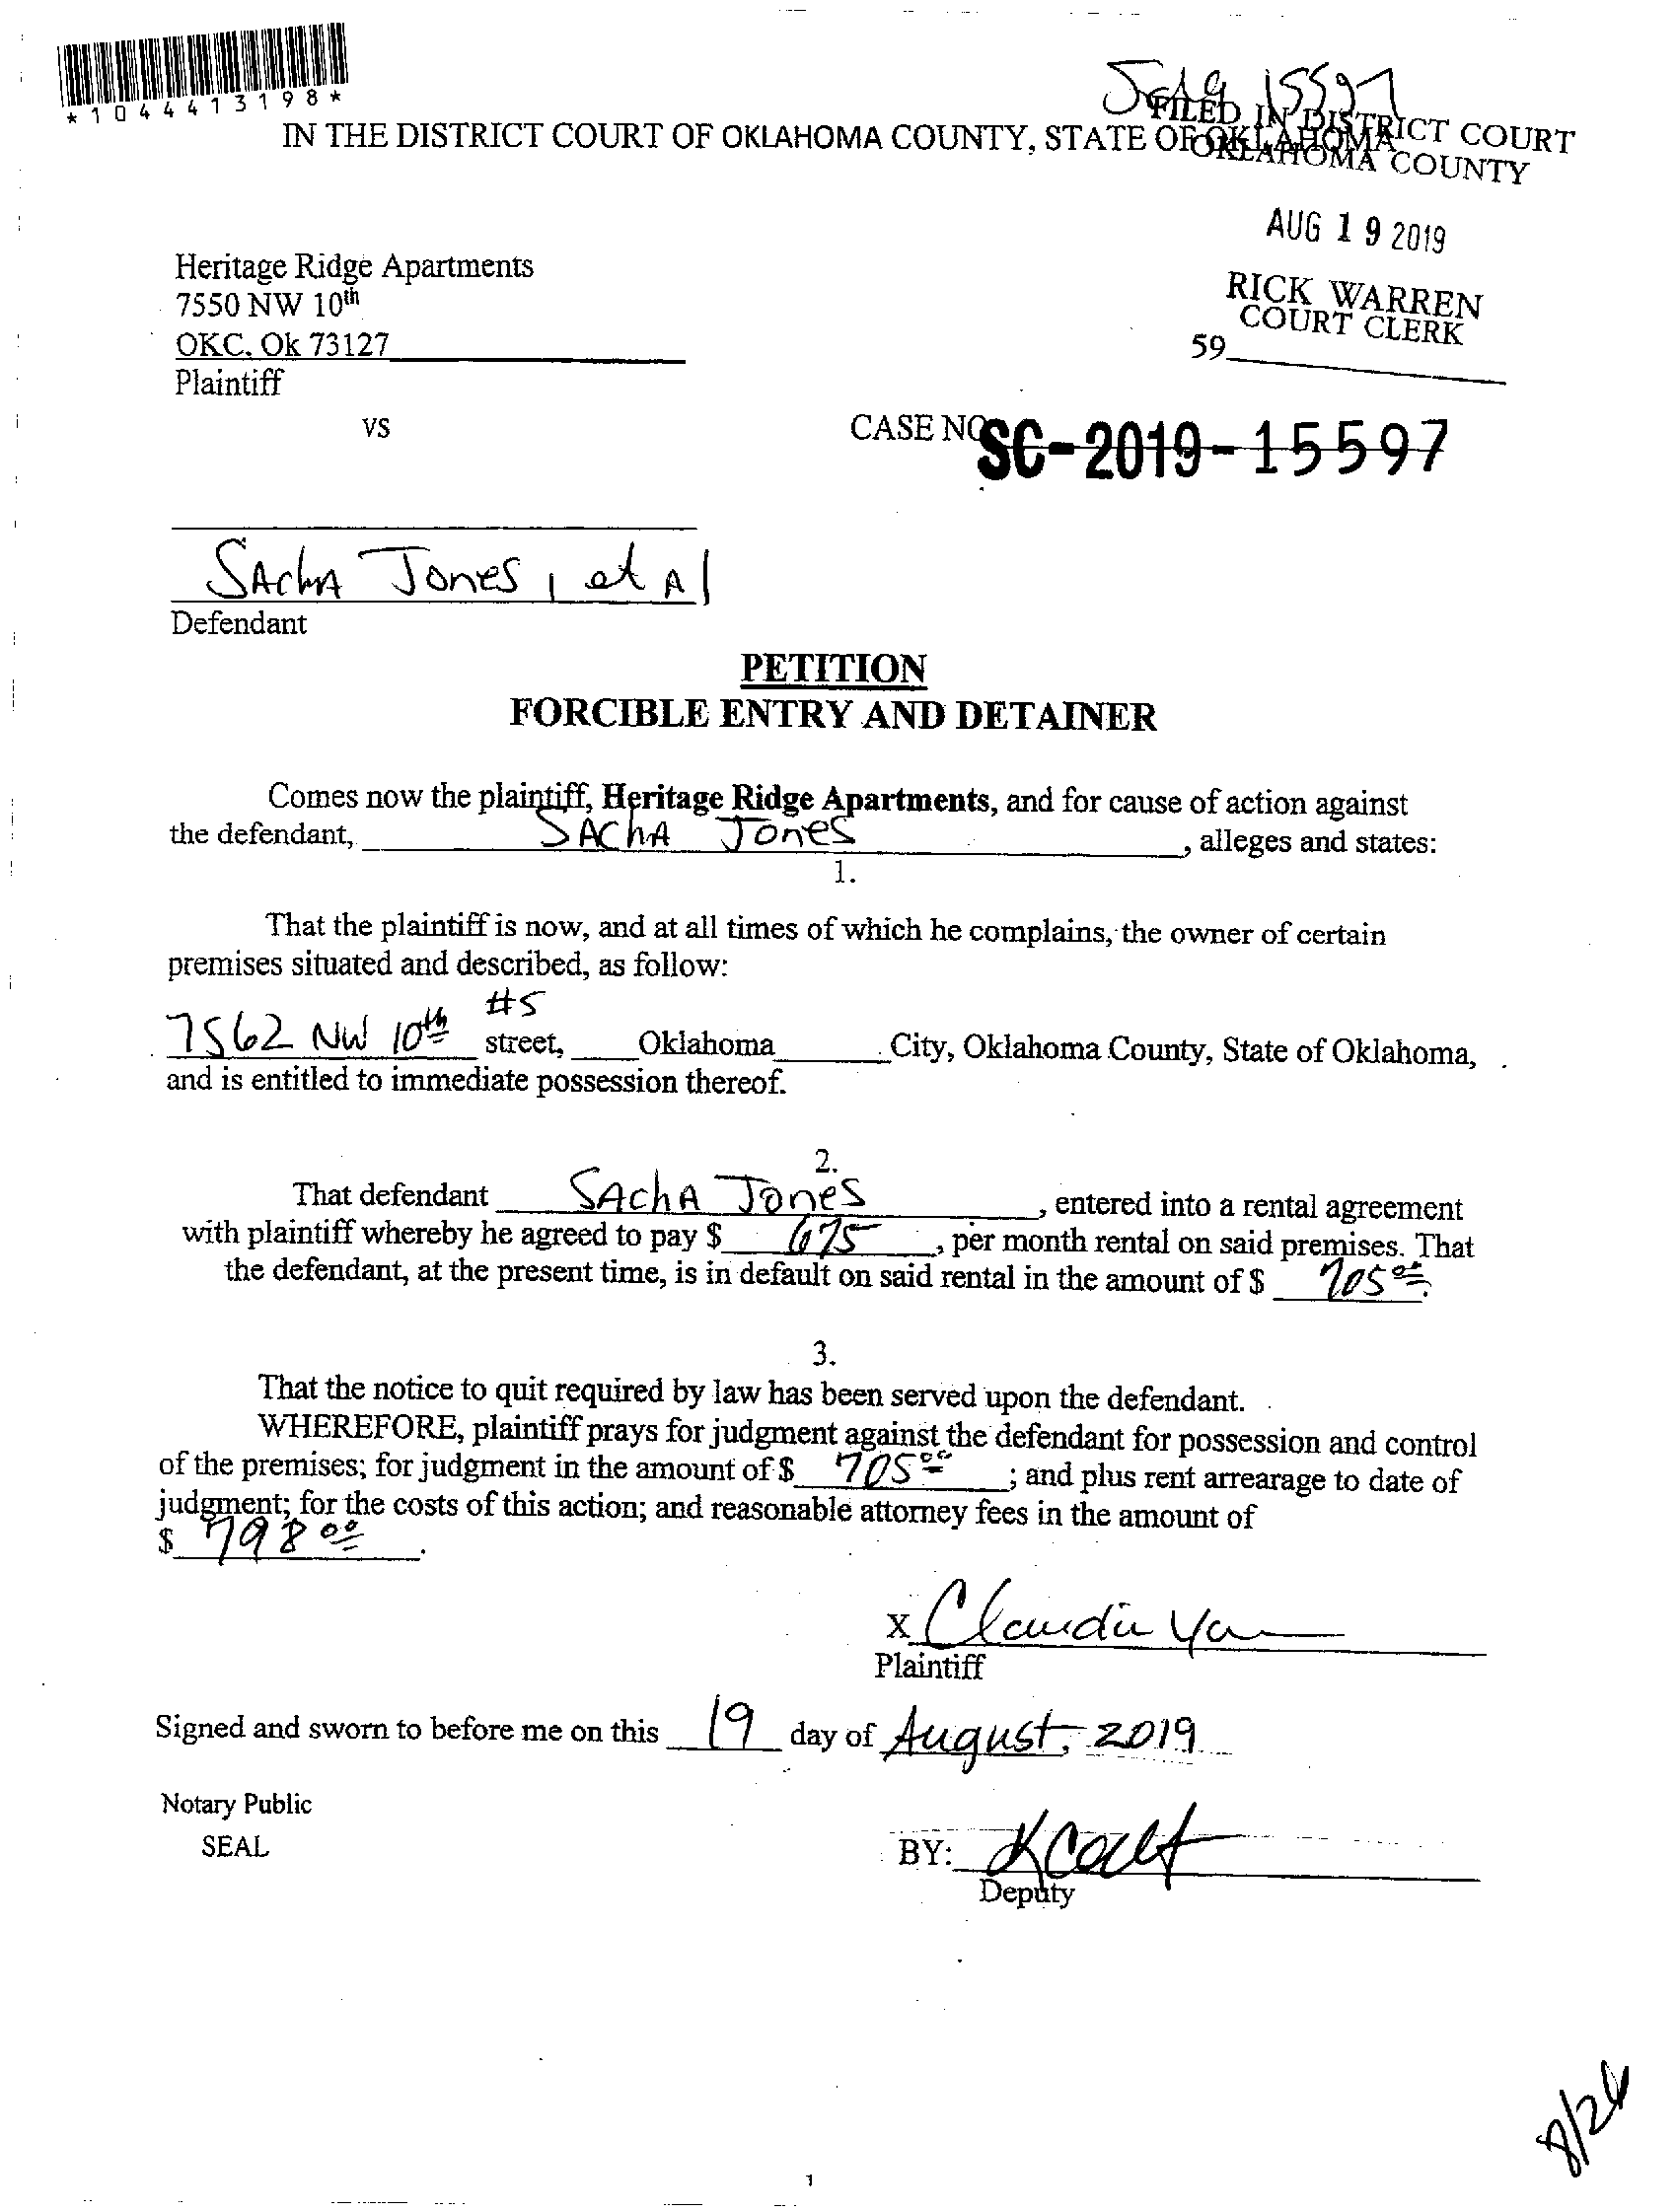 *1044413198*
15597
FILED IN DISTRICT COURT
IN THE DISTRICT COURT OF OKLAHOMA COUNTY, STATE OF OKLAHOMA
OKLAHOMA COUNTY
AUG 19 2019
Heritage Ridge Apartments
RICK WARREN
7550 NW 10th
COURT CLERK
OKC, Ok 73127
59
Plaintiff
vs
CASE NO SC-2019-15597
SAchA Jones, et Al
Defendant
PETITION
FORCIBLE ENTRY AND DETAINER
Comes now the plaintiff, Heritage Ridge Apartments, and for cause of action against
the defendant, SAchA Jones, alleges and states:
1.
That the plaintiff is now, and at all times of which he complains, the owner of certain
premises situated and described, as follow:
#5
7562 NW 10th street, Oklahoma City, Oklahoma County, State of Oklahoma,
and is entitled to immediate possession thereof.
2.
That defendant SAchA Jones, entered into a rental agreement
with plaintiff whereby he agreed to pay $ 675, per month rental on said premises. That
the defendant, at the present time, is in default on said rental in the amount of $ 705 00.
3.
That the notice to quit required by law has been served upon the defendant.
WHEREFORE, plaintiff prays for judgment against the defendant for possession and control
of the premises; for judgment in the amount of $ 705 00; and plus rent arrearage to date of
judgment; for the costs of this action; and reasonable attorney fees in the amount of
$ 798 00.
x Claudia
Plaintiff
Signed and sworn to before me on this 19 day of August, 2019
Notary Public
SEAL
BY:
Deputy
8/26
1